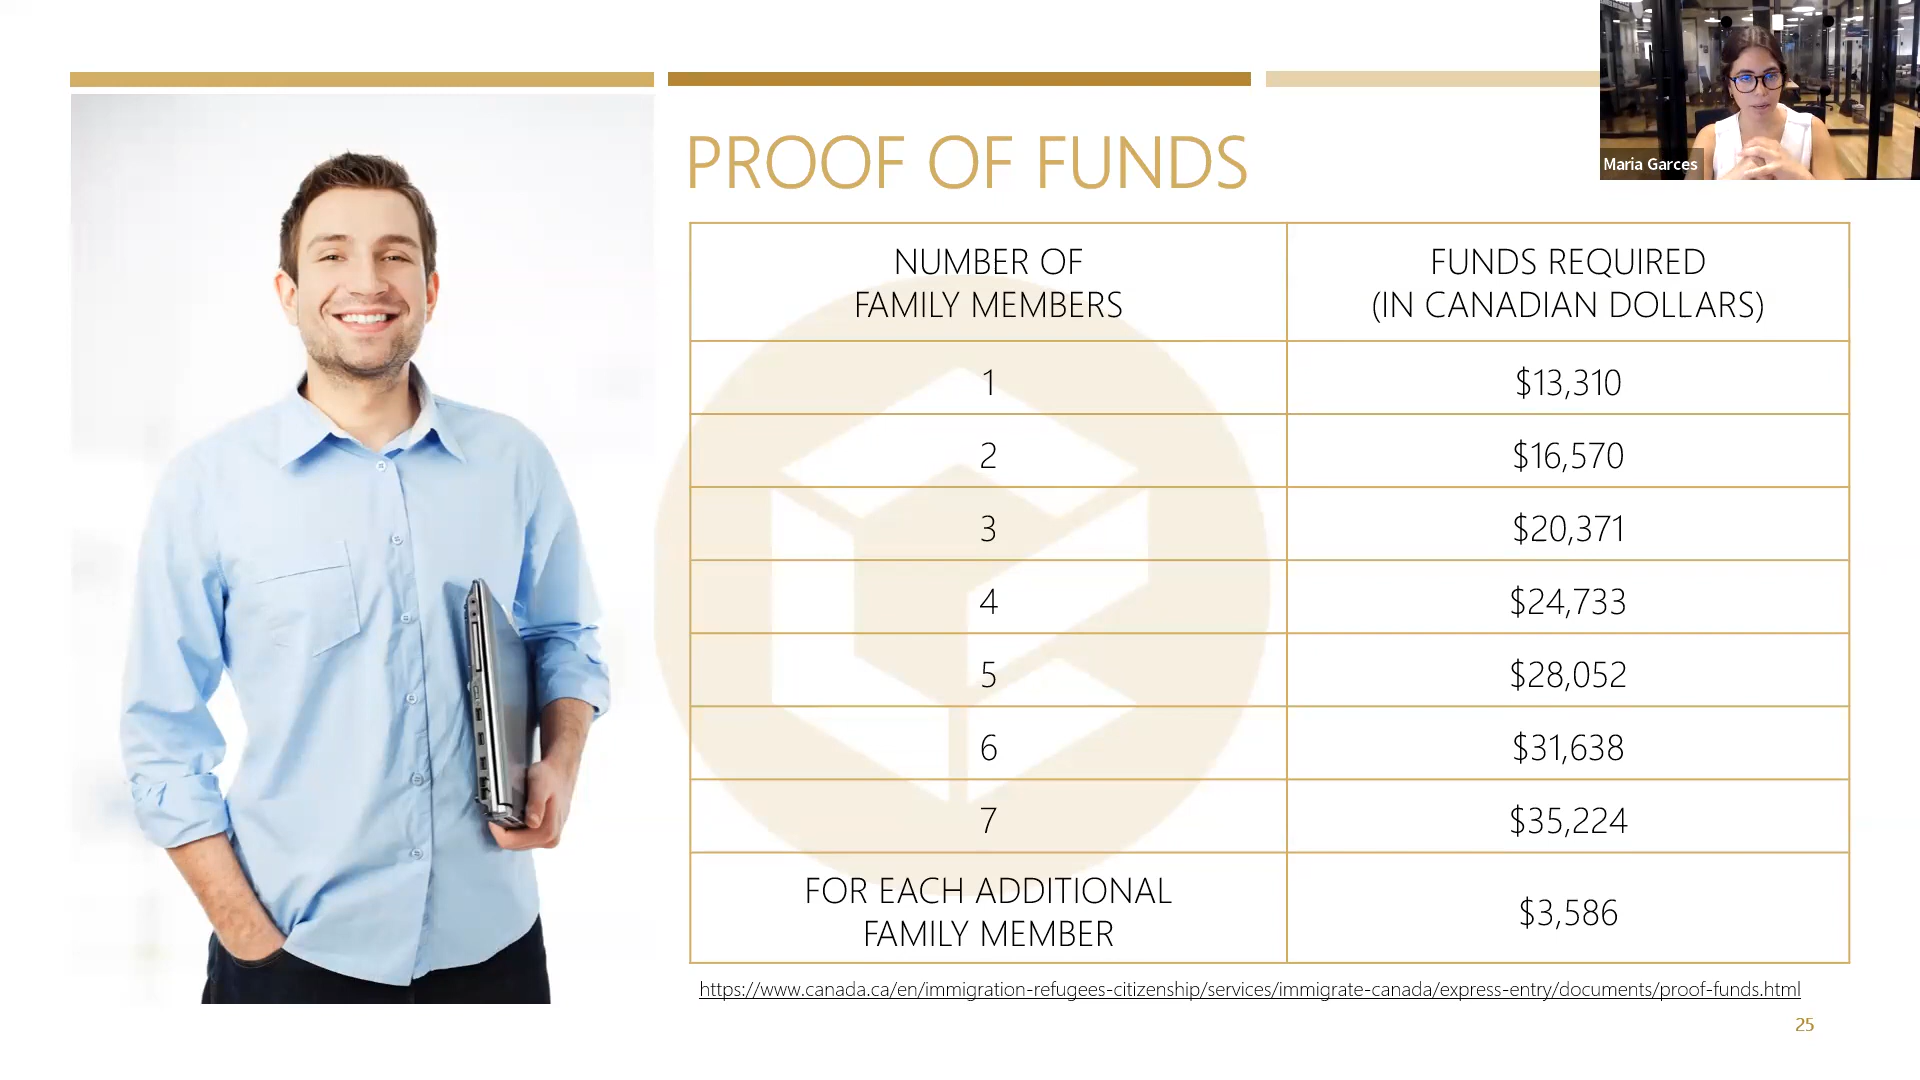 Maria Garces
PROOF OF FUNDS
NUMBER OF
FAMILY MEMBERS
FUNDS REQUIRED
(IN CANADIAN DOLLARS)
1
$13,310
2
$16,570
3
$20,371
4
$24,733
5
$28,052
6
$31,638
7
$35,224
FOR EACH ADDITIONAL
FAMILY MEMBER
$3,586
https://www.canada.ca/en/immigration-refugees-citizenship/services/immigrate-canada/express-entry/documents/proof-funds.html
25